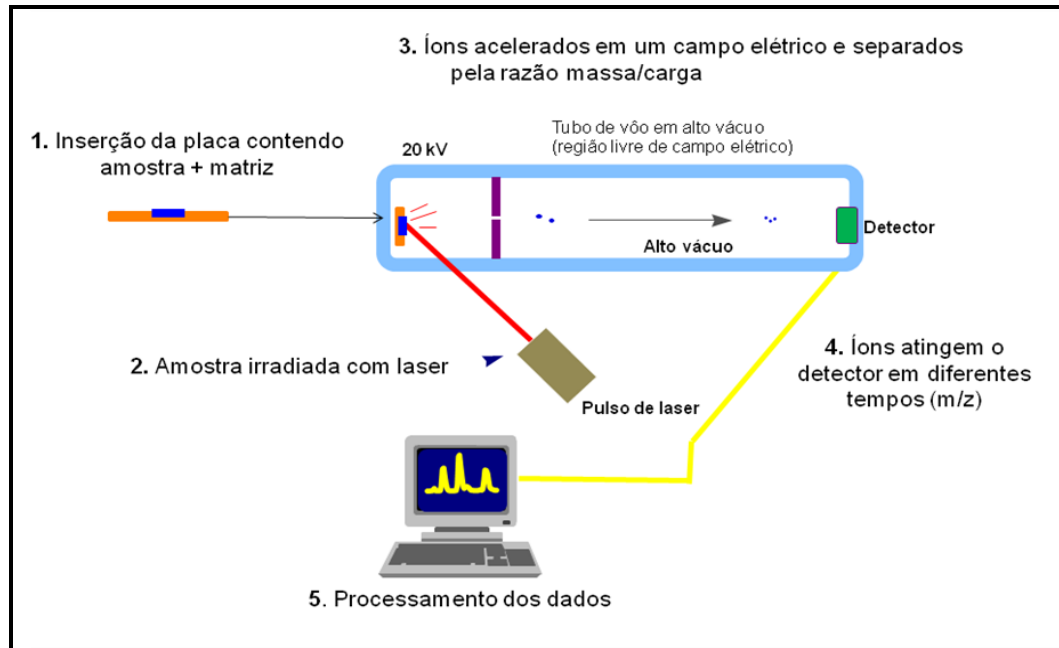 3. Íons acelerados em um campo elétrico e separados
pela razão massa/carga
1. Inserção da placa contendo
amostra + matriz
20 kV
Tubo de vôo em alto vácuo
(região livre de campo elétrico)
Alto vácuo
Detector
2. Amostra irradiada com laser
Pulso de laser
4. Íons atingem o
detector em diferentes
tempos (m/z)
5. Processamento dos dados